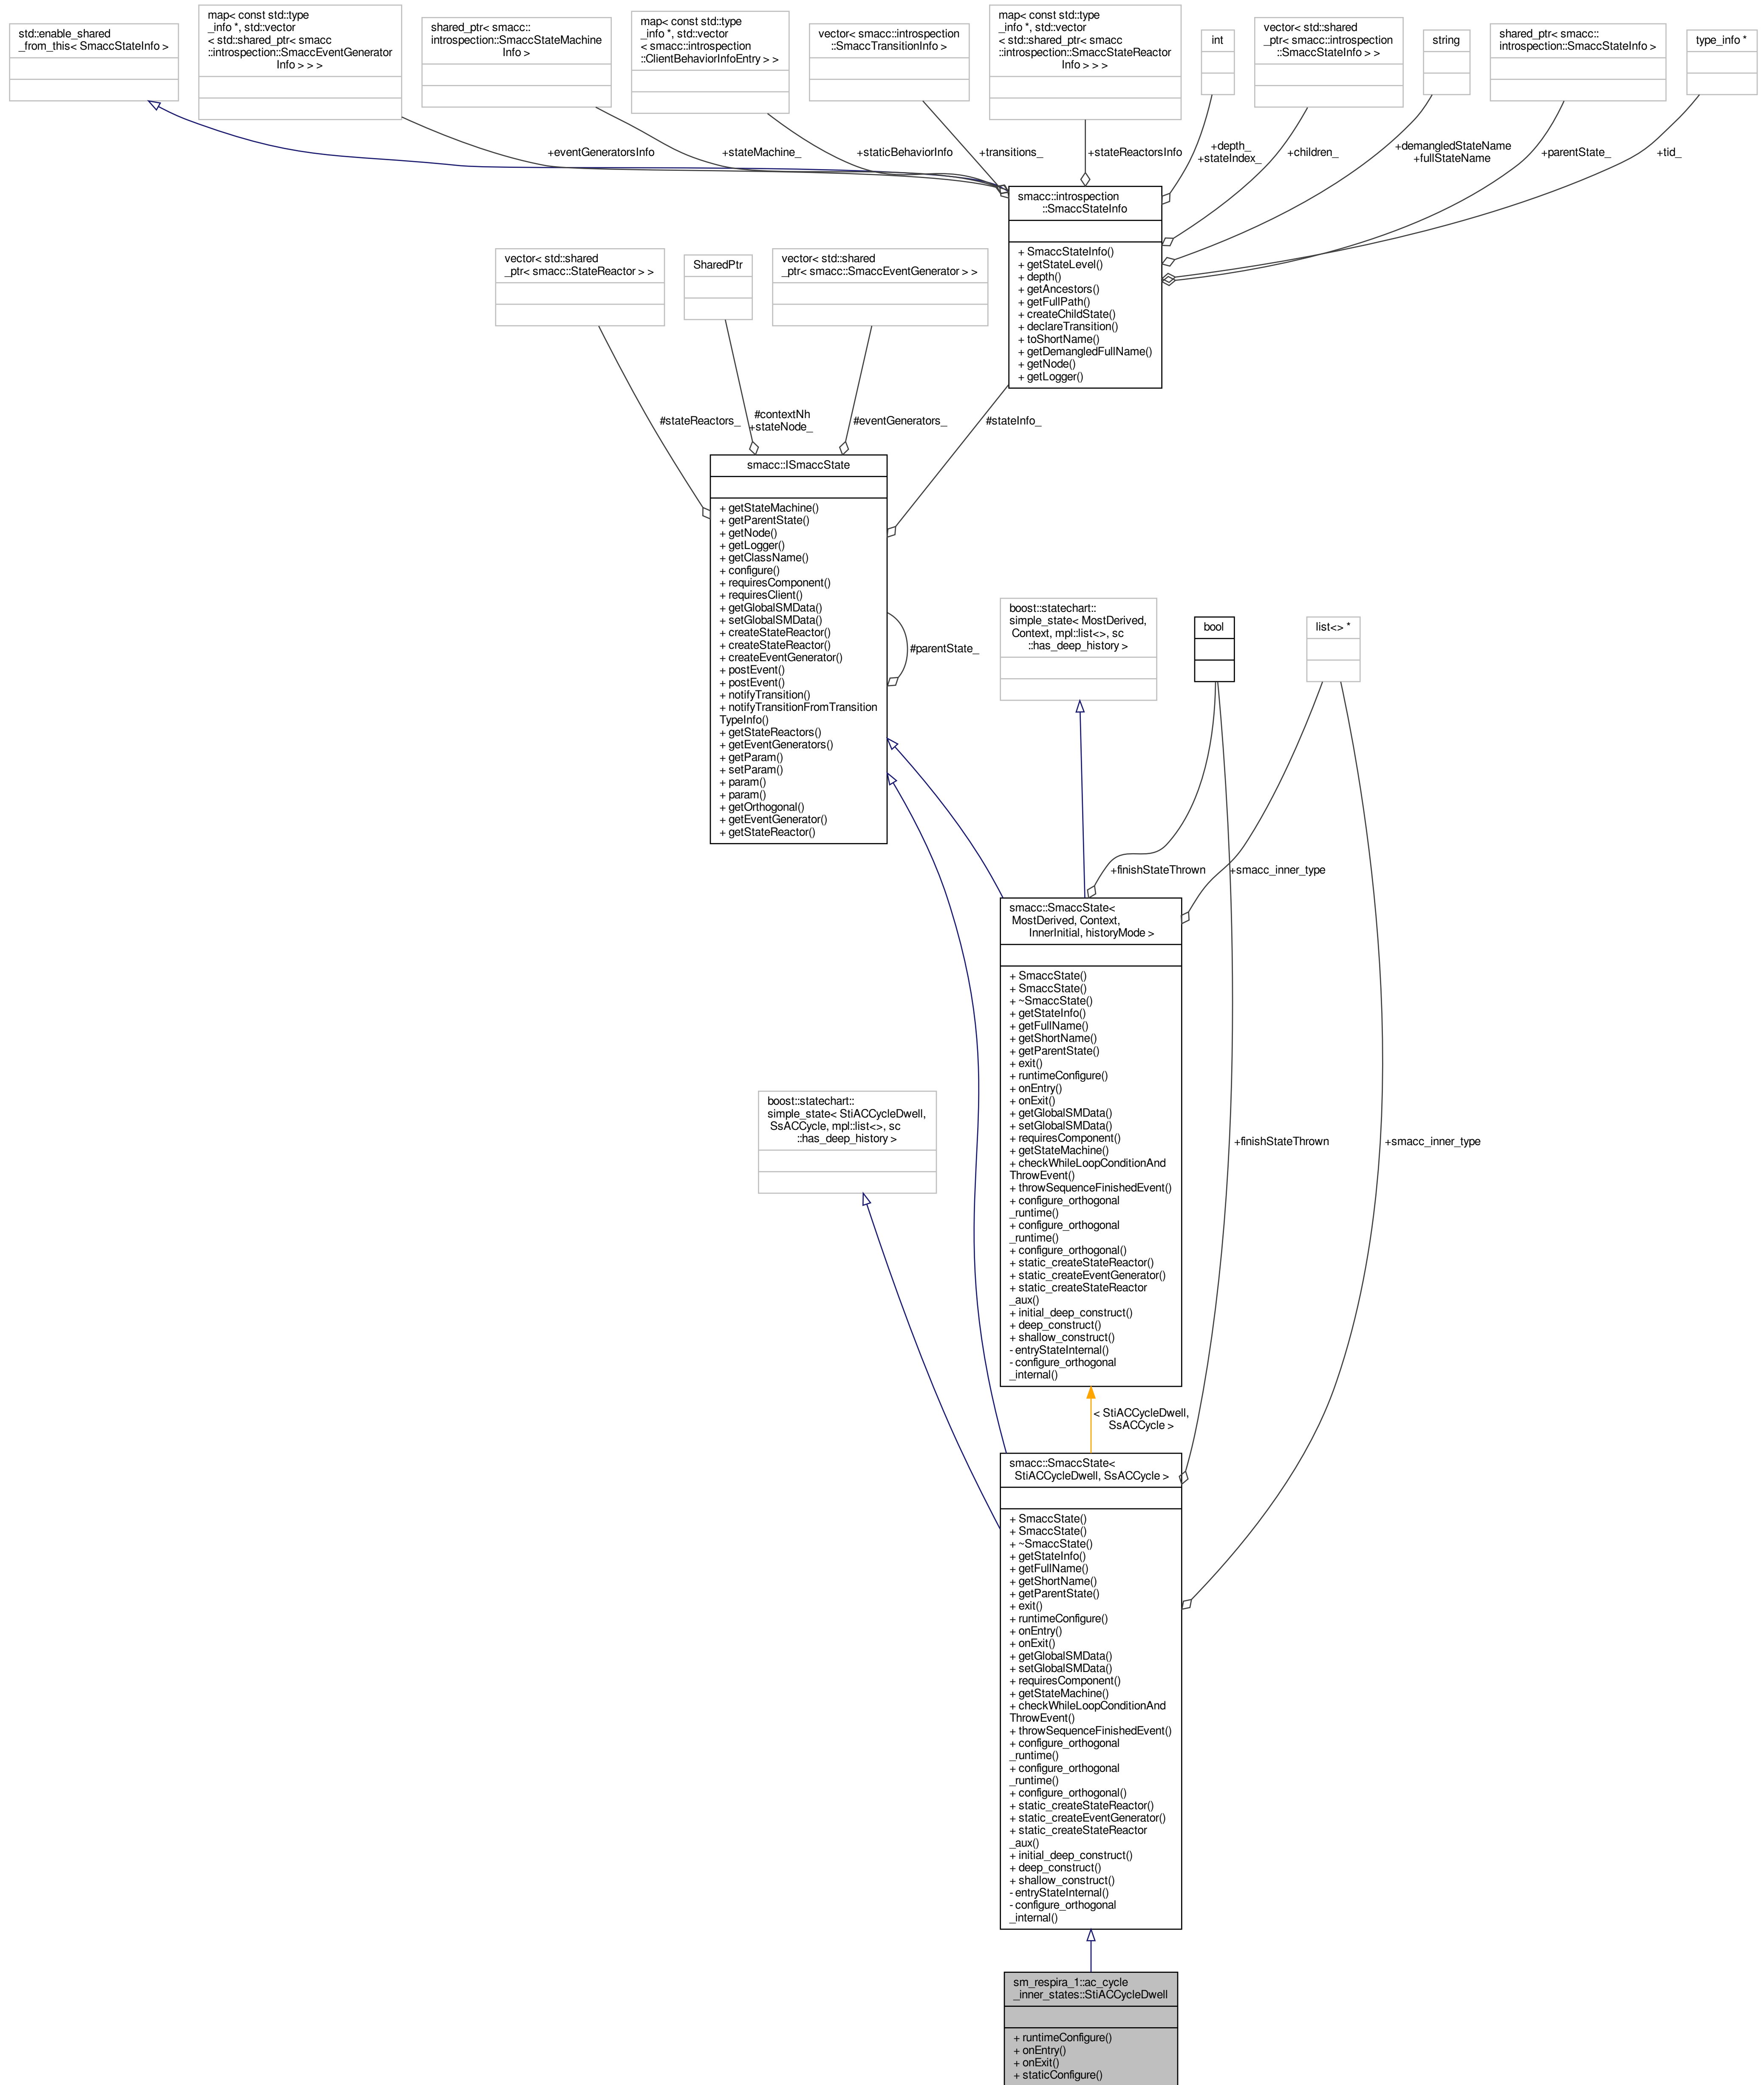 std::enable_shared
_from_this< SmaccStateInfo >
map< const std::type
_info *, std::vector
< std::shared_ptr< smacc
::introspection::SmaccEventGenerator
Info > > >
shared_ptr< smacc::
introspection::SmaccStateMachine
Info >
map< const std::type
_info *, std::vector
< smacc::introspection
::ClientBehaviorInfoEntry > >
vector< smacc::introspection
::SmaccTransitionInfo >
map< const std::type
_info *, std::vector
< std::shared_ptr< smacc
::introspection::SmaccStateReactor
Info > > >
int
vector< std::shared
_ptr< smacc::introspection
::SmaccStateInfo > >
string
shared_ptr< smacc::
introspection::SmaccStateInfo >
type_info *
+eventGeneratorsInfo
+stateMachine_
+staticBehaviorInfo
+transitions_
+stateReactorsInfo
+depth_
+stateIndex_
+children_
+demangledStateName
+fullStateName
+parentState_
+tid_
smacc::introspection
::SmaccStateInfo
+ SmaccStateInfo()
+ getStateLevel()
+ depth()
+ getAncestors()
+ getFullPath()
+ createChildState()
+ declareTransition()
+ toShortName()
+ getDemangledFullName()
+ getNode()
+ getLogger()
vector< std::shared
_ptr< smacc::StateReactor > >
SharedPtr
vector< std::shared
_ptr< smacc::SmaccEventGenerator > >
#stateReactors_
#contextNh
+stateNode_
#eventGenerators_
#stateInfo_
smacc::ISmaccState
+ getStateMachine()
+ getParentState()
+ getNode()
+ getLogger()
+ getClassName()
+ configure()
+ requiresComponent()
+ requiresClient()
+ getGlobalSMData()
+ setGlobalSMData()
+ createStateReactor()
+ createStateReactor()
+ createEventGenerator()
+ postEvent()
+ postEvent()
+ notifyTransition()
+ notifyTransitionFromTransition
TypeInfo()
+ getStateReactors()
+ getEventGenerators()
+ getParam()
+ setParam()
+ param()
+ param()
+ getOrthogonal()
+ getEventGenerator()
+ getStateReactor()
#parentState_
boost::statechart::
simple_state< MostDerived,
Context, mpl::list<>, sc
::has_deep_history >
bool
list<> *
+finishStateThrown
+smacc_inner_type
smacc::SmaccState<
MostDerived, Context,
InnerInitial, historyMode >
+ SmaccState()
+ SmaccState()
+ ~SmaccState()
+ getStateInfo()
+ getFullName()
+ getShortName()
+ getParentState()
+ exit()
+ runtimeConfigure()
+ onEntry()
+ onExit()
+ getGlobalSMData()
+ setGlobalSMData()
+ requiresComponent()
+ getStateMachine()
+ checkWhileLoopConditionAnd
ThrowEvent()
+ throwSequenceFinishedEvent()
+ configure_orthogonal
_runtime()
+ configure_orthogonal
_runtime()
+ configure_orthogonal()
+ static_createStateReactor()
+ static_createEventGenerator()
+ static_createStateReactor
_aux()
+ initial_deep_construct()
+ deep_construct()
+ shallow_construct()
- entryStateInternal()
- configure_orthogonal
_internal()
boost::statechart::
simple_state< StiACCycleDwell,
SsACCycle, mpl::list<>, sc
::has_deep_history >
+finishStateThrown
+smacc_inner_type
< StiACCycleDwell,
SsACCycle >
smacc::SmaccState<
StiACCycleDwell, SsACCycle >
+ SmaccState()
+ SmaccState()
+ ~SmaccState()
+ getStateInfo()
+ getFullName()
+ getShortName()
+ getParentState()
+ exit()
+ runtimeConfigure()
+ onEntry()
+ onExit()
+ getGlobalSMData()
+ setGlobalSMData()
+ requiresComponent()
+ getStateMachine()
+ checkWhileLoopConditionAnd
ThrowEvent()
+ throwSequenceFinishedEvent()
+ configure_orthogonal
_runtime()
+ configure_orthogonal
_runtime()
+ configure_orthogonal()
+ static_createStateReactor()
+ static_createEventGenerator()
+ static_createStateReactor
_aux()
+ initial_deep_construct()
+ deep_construct()
+ shallow_construct()
- entryStateInternal()
- configure_orthogonal
_internal()
sm_respira_1::ac_cycle
_inner_states::StiACCycleDwell
+ runtimeConfigure()
+ onEntry()
+ onExit()
+ staticConfigure()